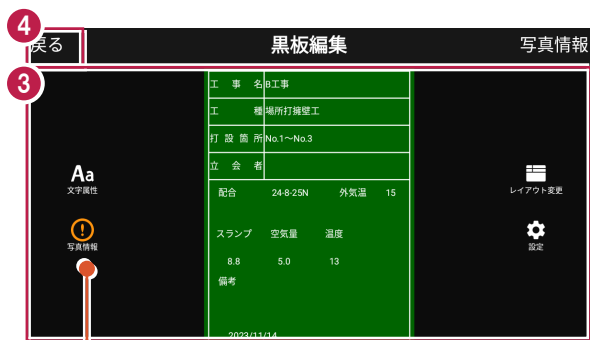 4
戻る 黒板編集 写真情報
3
工事名 B工事
工種 場所打擁壁工
打設箇所 No.1〜No.3
立会者
配合 24-8-25N 外気温 15
スランプ 空気量 温度
8.8 5.0 13
備考
2023/11/14
Aa
文字属性
写真情報
レイアウト変更
設定